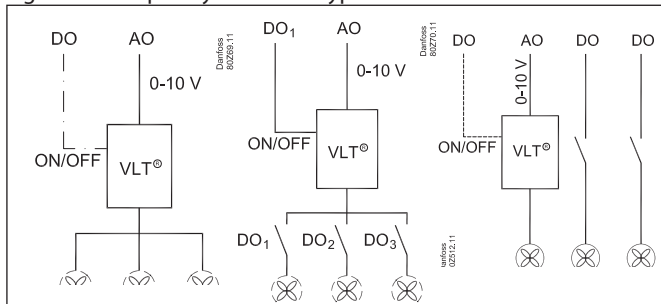 DO AO
0-10 V
ON/OFF
VLT®
Danfoss
80Z69.11
DO1 AO
0-10 V
ON/OFF
VLT®
DO1 DO2 DO3
Danfoss
80Z70.11
DO AO DO DO
0-10 V
ON/OFF
VLT®
anfoss
0Z512.11